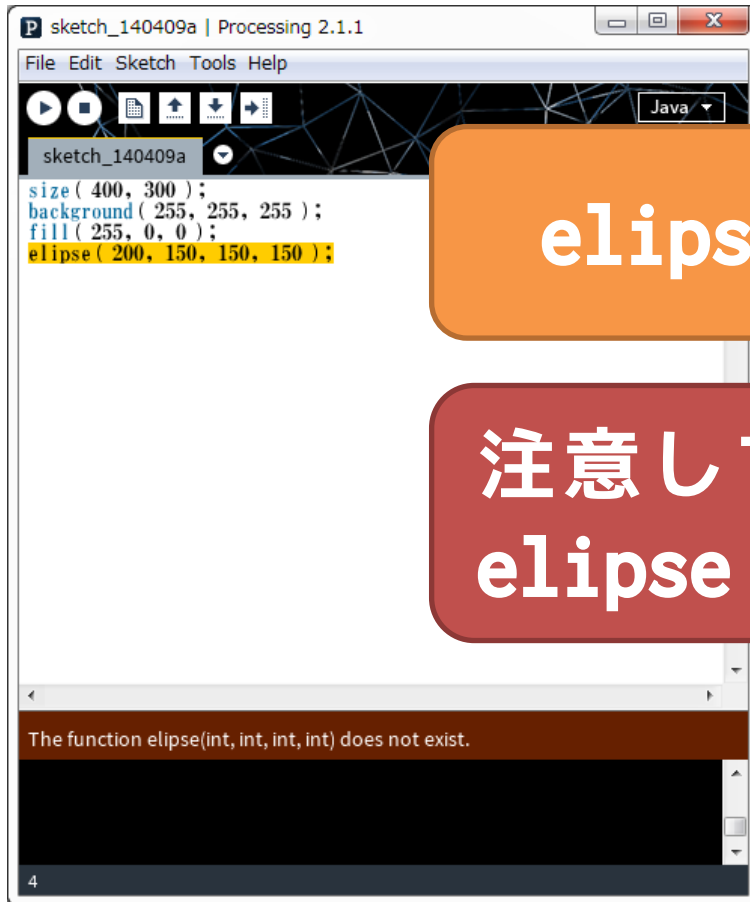 sketch_140409a | Processing 2.1.1
File Edit Sketch Tools Help
Java
sketch_140409a
size( 400, 300 );
background( 255, 255, 255 );
fill( 255, 0, 0 );
elipse( 200, 150, 150, 150 );
elips
注意し
elipse
The function elipse(int, int, int, int) does not exist.
4